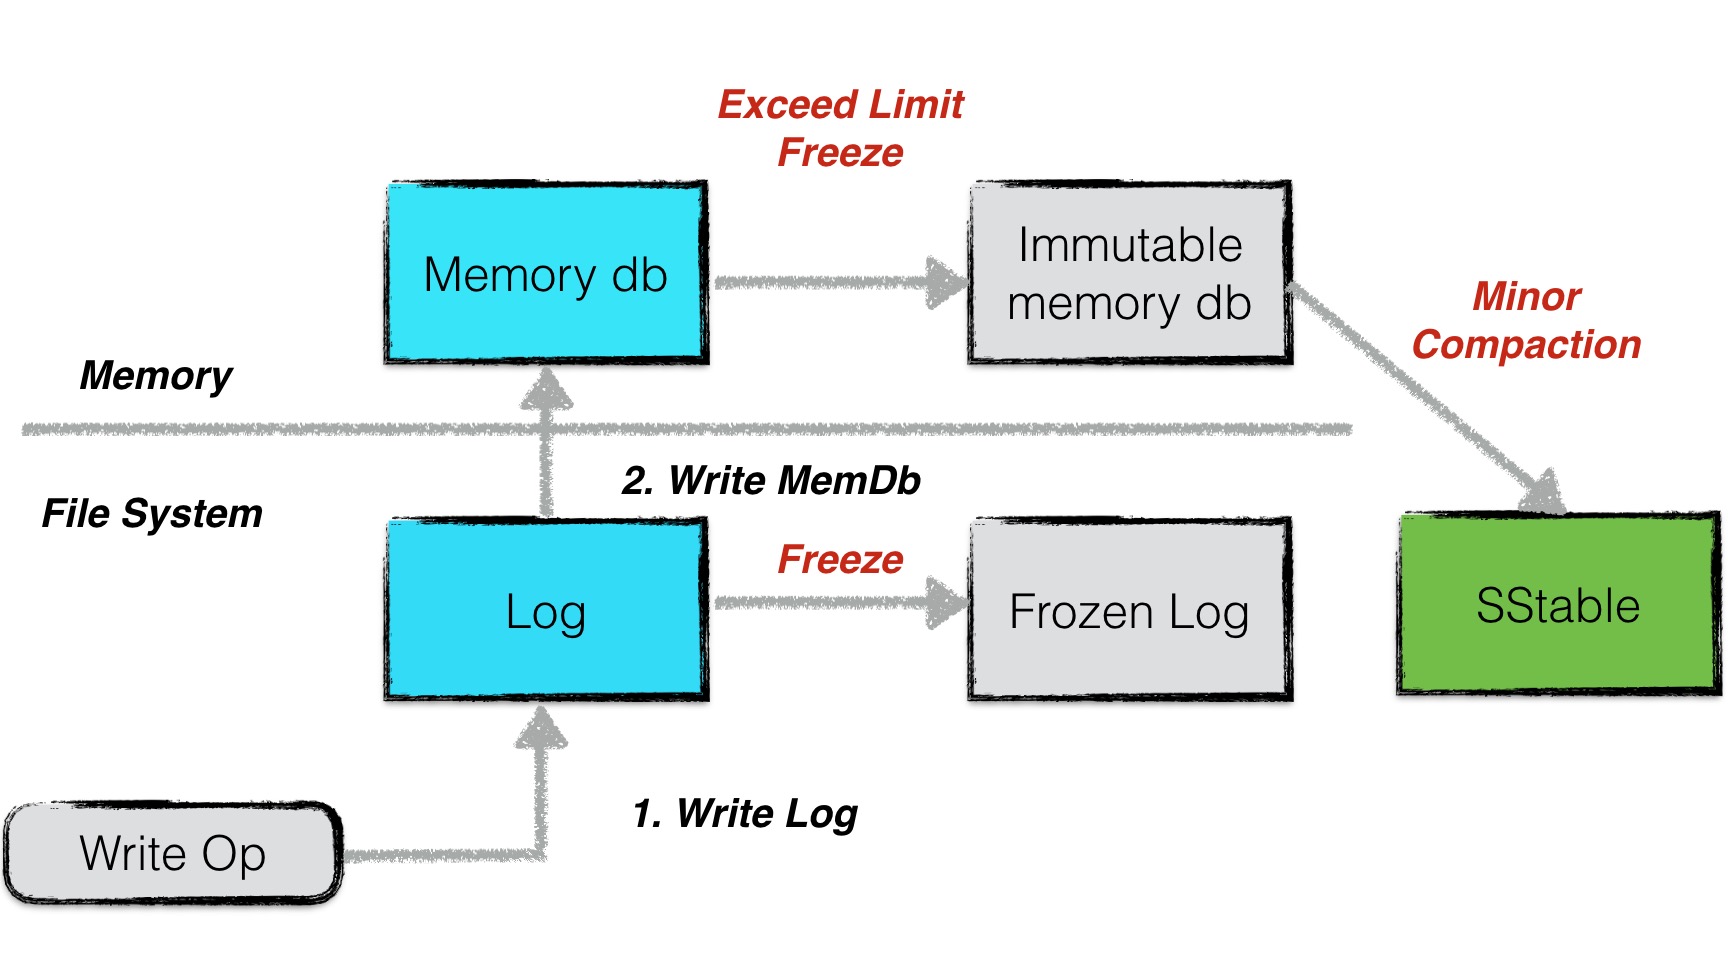 Exceed Limit
Freeze
Memory db
Immutable
memory db
Minor
Compaction
Memory
2. Write MemDb
File System
Freeze
Log
Frozen Log
SStable
1. Write Log
Write Op